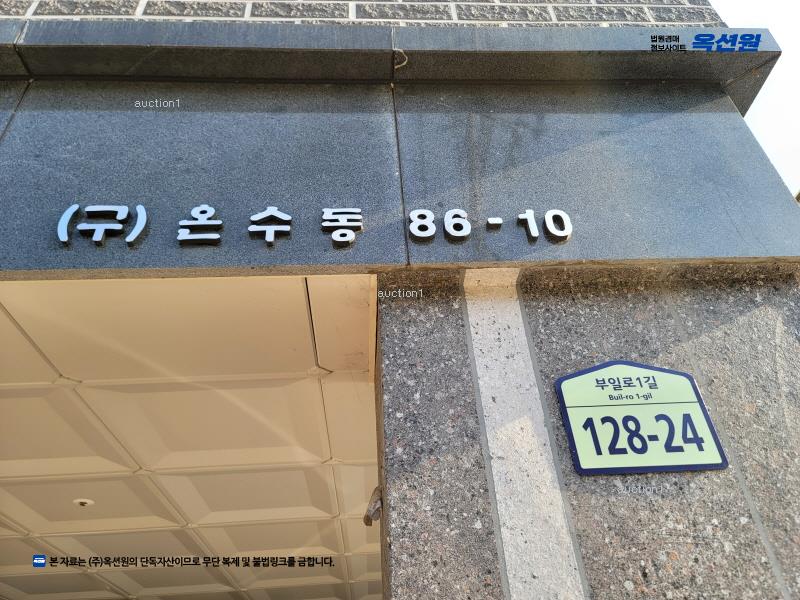 법원경매
정보사이트 옥션원
auction1
(구) 온수동 86-10
auction1
부일로1길
Buil-ro 1-gil
128-24
auction1
본 자료는 (주)옥션원의 단독자산이므로 무단 복제 및 불법링크를 금합니다.